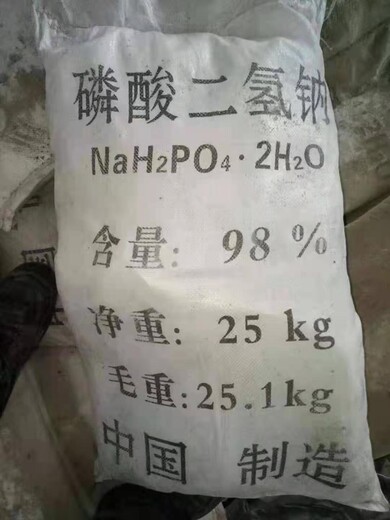 磷酸二氢钠
NaH₂PO₄·2H₂O
含量: 98 %
净重: 25 kg
毛重: 25.1kg
中国 制造